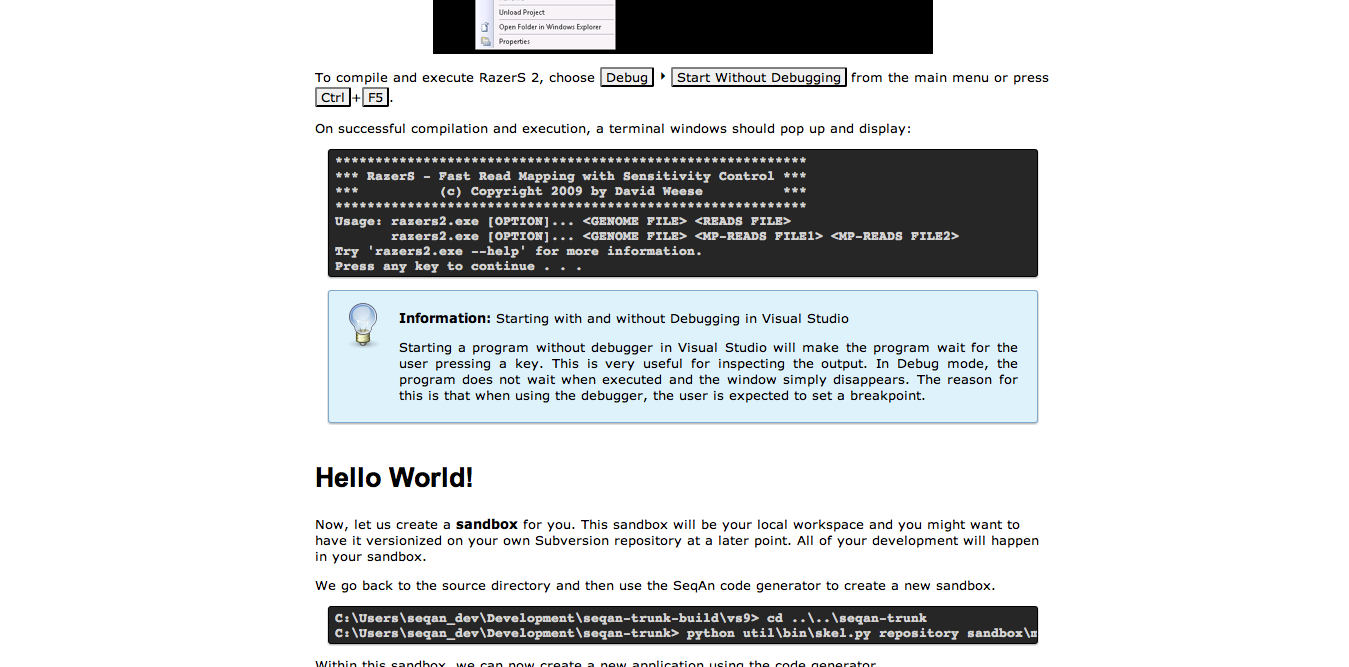 Unload Project
Open Folder in Windows Explorer
Properties
To compile and execute RazerS 2, choose Debug ▸ Start Without Debugging from the main menu or press
Ctrl+F5.
On successful compilation and execution, a terminal windows should pop up and display:
***********************************************************
*** RazerS - Fast Read Mapping with Sensitivity Control ***
***          (c) Copyright 2009 by David Weese          ***
***********************************************************
Usage: razers2.exe [OPTION]... <GENOME FILE> <READS FILE>
       razers2.exe [OPTION]... <GENOME FILE> <MP-READS FILE1> <MP-READS FILE2>
Try 'razers2.exe --help' for more information.
Press any key to continue . . .
Information: Starting with and without Debugging in Visual Studio
Starting a program without debugger in Visual Studio will make the program wait for the
user pressing a key. This is very useful for inspecting the output. In Debug mode, the
program does not wait when executed and the window simply disappears. The reason for
this is that when using the debugger, the user is expected to set a breakpoint.
Hello World!
Now, let us create a sandbox for you. This sandbox will be your local workspace and you might want to
have it versionized on your own Subversion repository at a later point. All of your development will happen
in your sandbox.
We go back to the source directory and then use the SeqAn code generator to create a new sandbox.
C:\Users\seqan_dev\Development\seqan-trunk-build\vs9> cd ..\..\seqan-trunk
C:\Users\seqan_dev\Development\seqan-trunk> python util\bin\skel.py repository sandbox\m
Within this sandbox, we can now create a new application using the code generator.